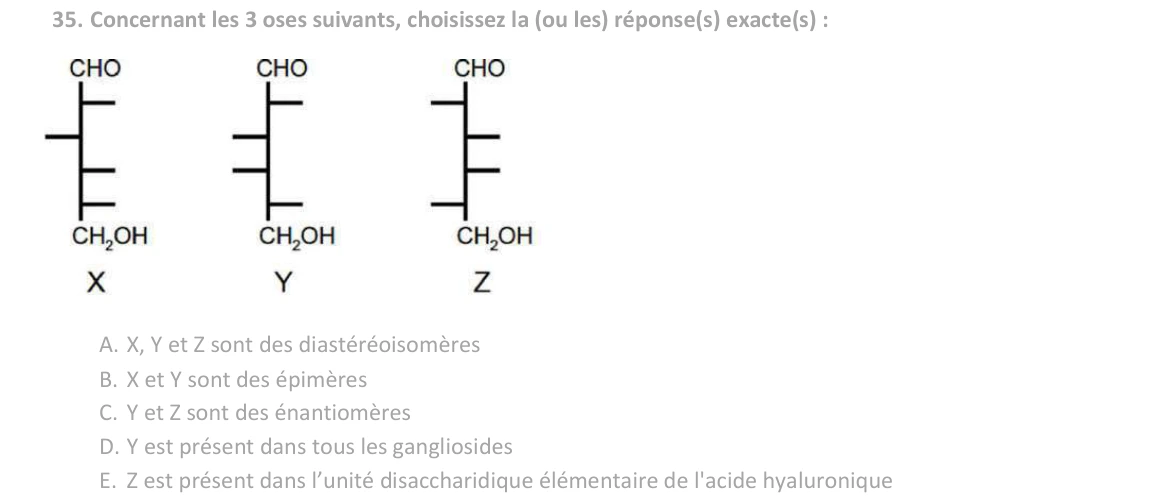 35. Concernant les 3 oses suivants, choisissez la (ou les) réponse(s) exacte(s) :
CHO CHO CHO
CH₂OH CH₂OH CH₂OH
X Y Z
A. X, Y et Z sont des diastéréoisomères
B. X et Y sont des épimères
C. Y et Z sont des énantiomères
D. Y est présent dans tous les gangliosides
E. Z est présent dans l’unité disaccharidique élémentaire de l'acide hyaluronique